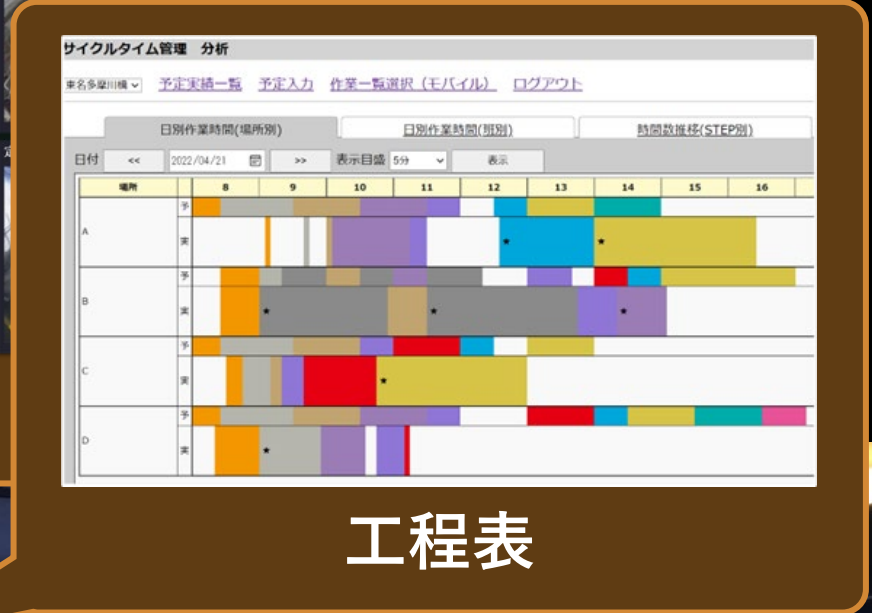 サイクルタイム管理 分析
東名多摩川橋 予定実績一覧 予定入力 作業一覧選択（モバイル） ログアウト
日別作業時間(場所別) 日別作業時間(班別) 時間数推移(STEP別)
日付 << 2022/04/21 >> 表示目盛 5分 表示
場所 8 9 10 11 12 13 14 15 16
予
A 実 ★ ★
予
B 実 ★ ★ ★
予
C 実 ★
予
D 実 ★
工程表